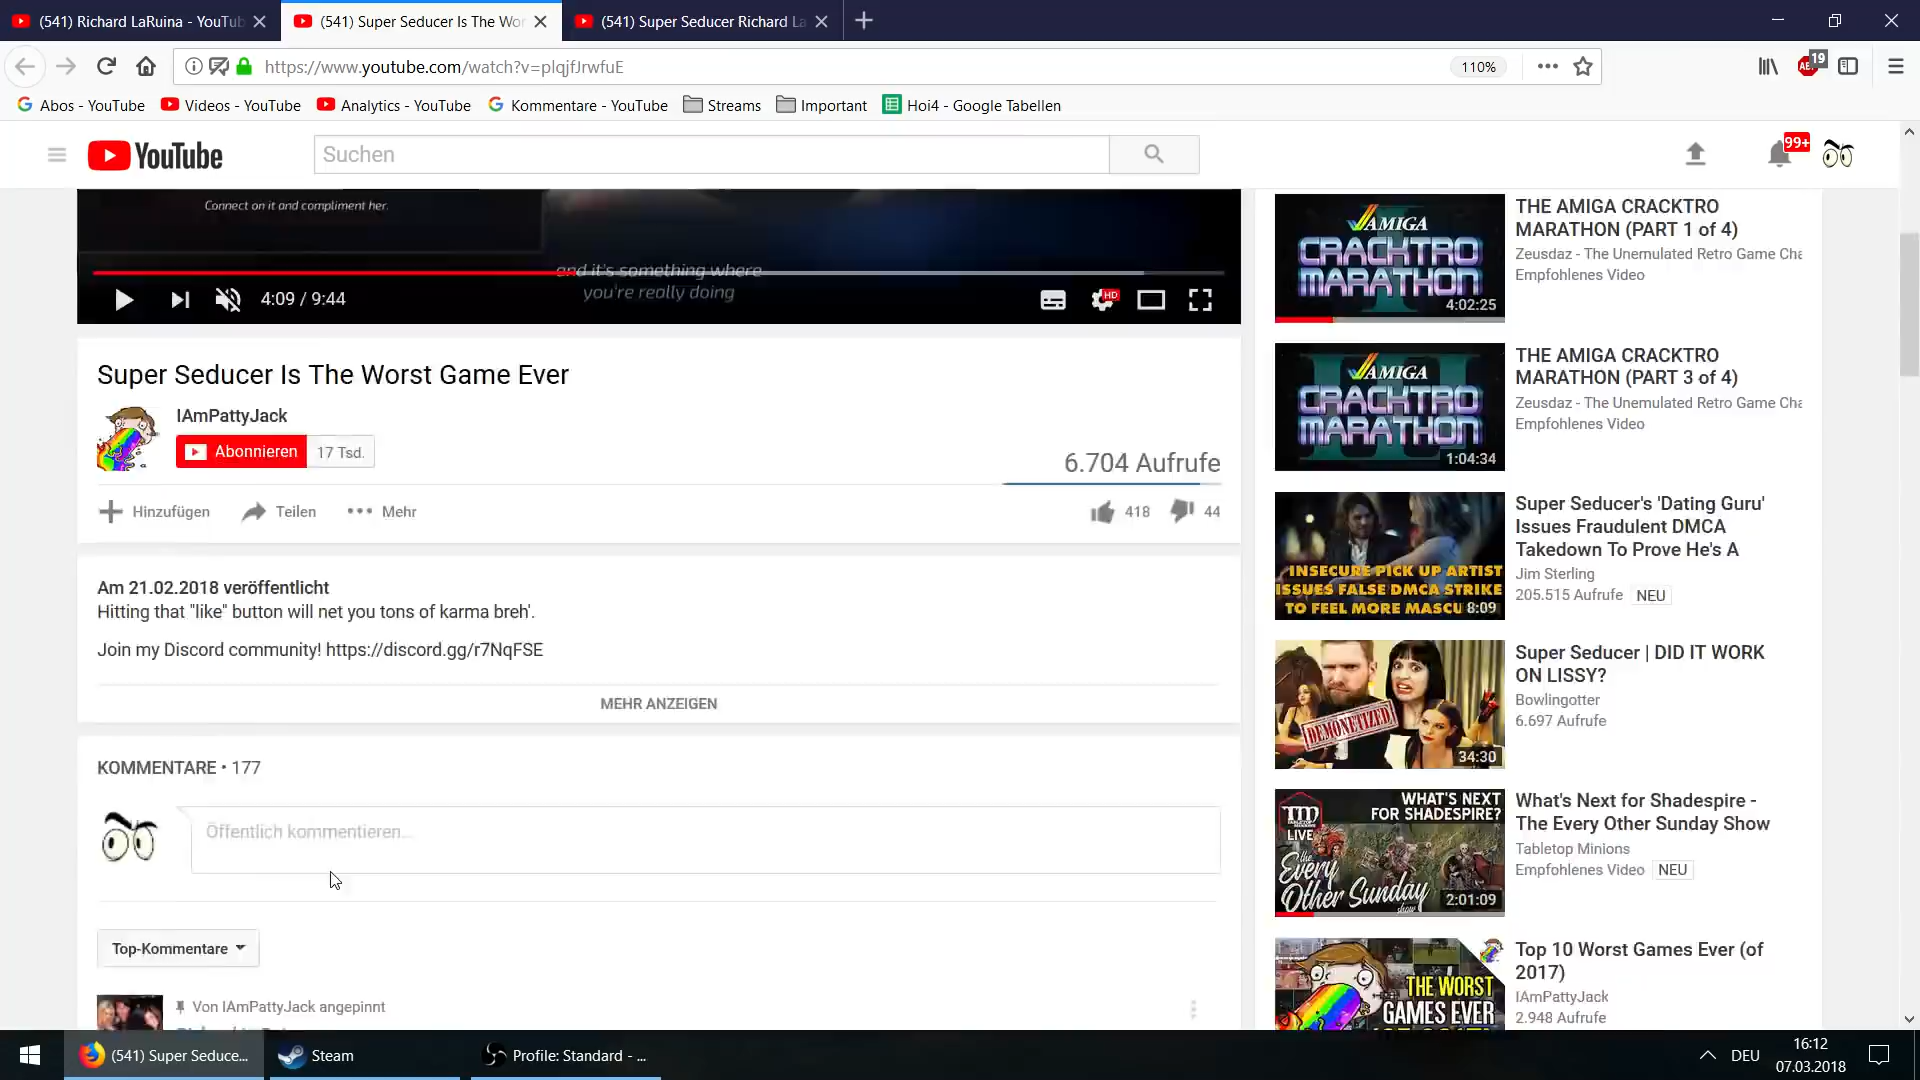 (541) Richard LaRuina - YouTub
(541) Super Seducer Is The Wor
(541) Super Seducer Richard La
https://www.youtube.com/watch?v=plqjfJrwfuE
110%
19
Abos - YouTube
Videos - YouTube
Analytics - YouTube
Kommentare - YouTube
Streams
Important
Hoi4 - Google Tabellen
YouTube
Suchen
99+
Connect on it and compliment her.
and it's something where
you're really doing
4:09 / 9:44
HD
Super Seducer Is The Worst Game Ever
IAmPattyJack
Abonnieren
17 Tsd.
6.704 Aufrufe
Hinzufügen
Teilen
Mehr
418
44
Am 21.02.2018 veröffentlicht
Hitting that "like" button will net you tons of karma breh'.
Join my Discord community! https://discord.gg/r7NqFSE
MEHR ANZEIGEN
KOMMENTARE • 177
Öffentlich kommentieren...
Top-Kommentare
Von IAmPattyJack angepinnt
AMIGA
CRACKTRO
MARATHON
4:02:25
THE AMIGA CRACKTRO
MARATHON (PART 1 of 4)
Zeusdaz - The Unemulated Retro Game Cha
Empfohlenes Video
AMIGA
CRACKTRO
MARATHON
1:04:34
THE AMIGA CRACKTRO
MARATHON (PART 3 of 4)
Zeusdaz - The Unemulated Retro Game Cha
Empfohlenes Video
INSECURE PICK UP ARTIST
ISSUES FALSE DMCA STRIKE
TO FEEL MORE MASCU
8:09
Super Seducer's 'Dating Guru'
Issues Fraudulent DMCA
Takedown To Prove He's A
Jim Sterling
205.515 Aufrufe
NEU
DEMONETIZED
34:30
Super Seducer | DID IT WORK
ON LISSY?
Bowlingotter
6.697 Aufrufe
TM
LIVE
WHAT'S NEXT
FOR SHADESPIRE?
the Every
Other Sunday
show
2:01:09
What's Next for Shadespire -
The Every Other Sunday Show
Tabletop Minions
Empfohlenes Video
NEU
THE WORST
GAMES EVER
Top 10 Worst Games Ever (of
2017)
IAmPattyJack
2.948 Aufrufe
(541) Super Seduce...
Steam
Profile: Standard - ...
DEU
16:12
07.03.2018